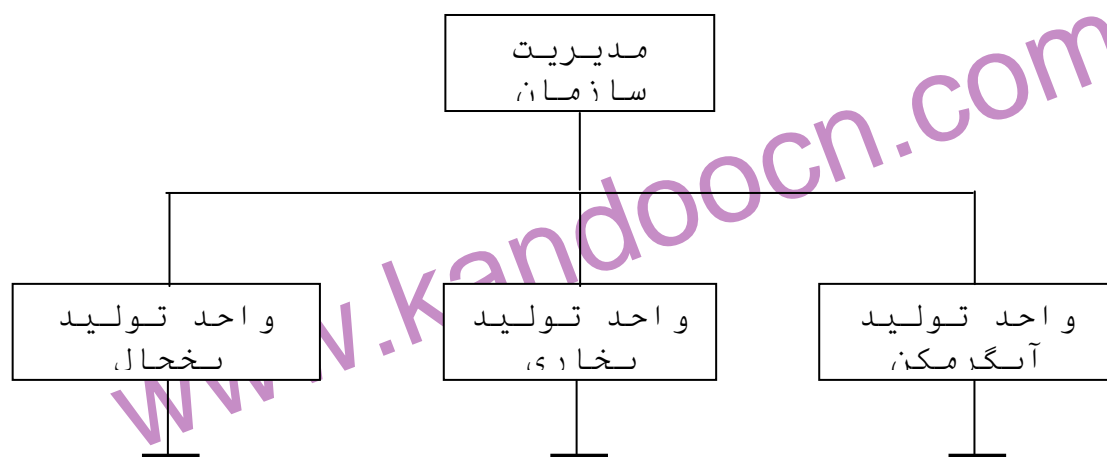 مدیریت
سازمان
واحد تولید
آبگرمکن
واحد تولید
بخاری
واحد تولید
یخچال
www.kandoocn.com